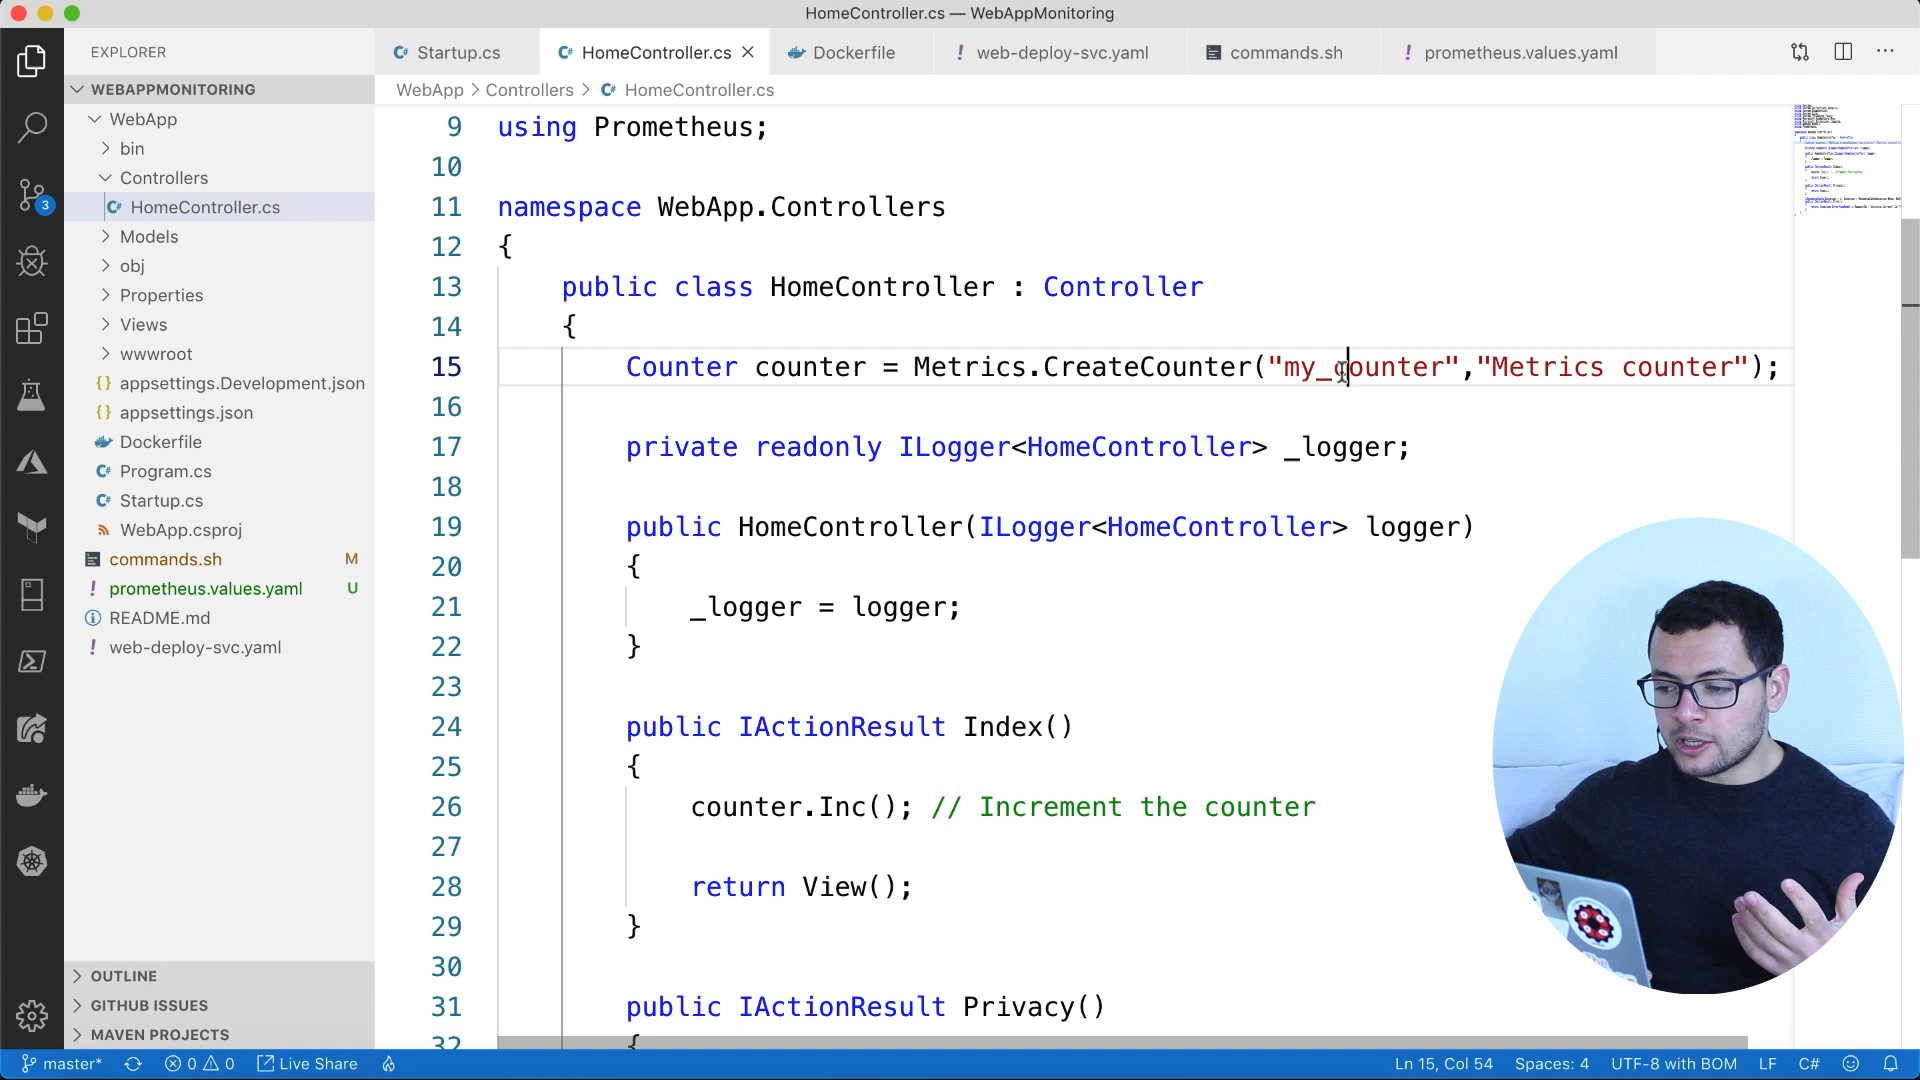 HomeController.cs — WebAppMonitoring
EXPLORER
Startup.cs
HomeController.cs
Dockerfile
web-deploy-svc.yaml
commands.sh
prometheus.values.yaml
WEBAPPMONITORING
WebApp
bin
Controllers
HomeController.cs
Models
obj
Properties
Views
wwwroot
appsettings.Development.json
appsettings.json
Dockerfile
Program.cs
Startup.cs
WebApp.csproj
commands.sh M
prometheus.values.yaml U
README.md
web-deploy-svc.yaml
OUTLINE
GITHUB ISSUES
MAVEN PROJECTS
3
WebApp > Controllers > HomeController.cs
9 using Prometheus;
10
11 namespace WebApp.Controllers
12 {
13 public class HomeController : Controller
14 {
15 Counter counter = Metrics.CreateCounter("my_counter","Metrics counter");
16
17 private readonly ILogger<HomeController> _logger;
18
19 public HomeController(ILogger<HomeController> logger)
20 {
21 _logger = logger;
22 }
23
24 public IActionResult Index()
25 {
26 counter.Inc(); // Increment the counter
27
28 return View();
29 }
30
31 public IActionResult Privacy()
32 {
master* 0 0 Live Share
Ln 15, Col 54 Spaces: 4 UTF-8 with BOM LF C#